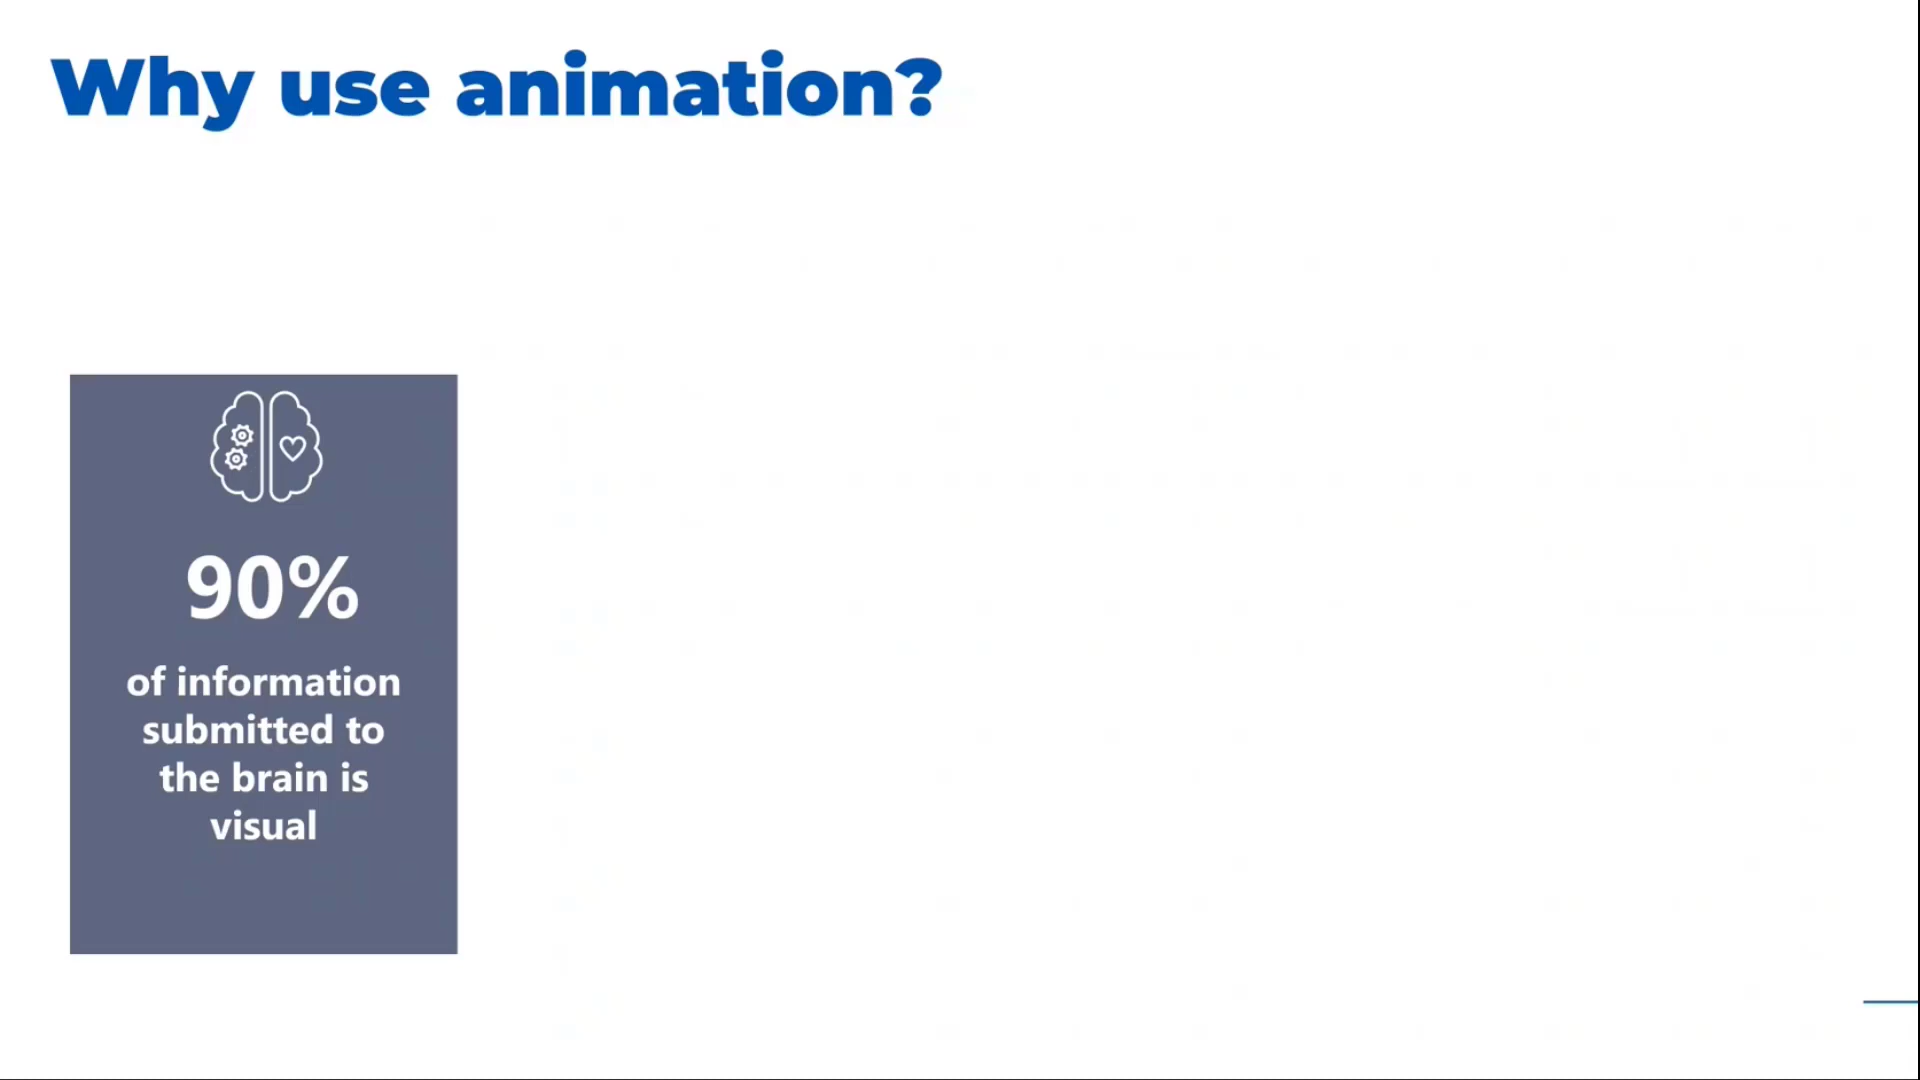 Why use animation?
90%
of information
submitted to
the brain is
visual